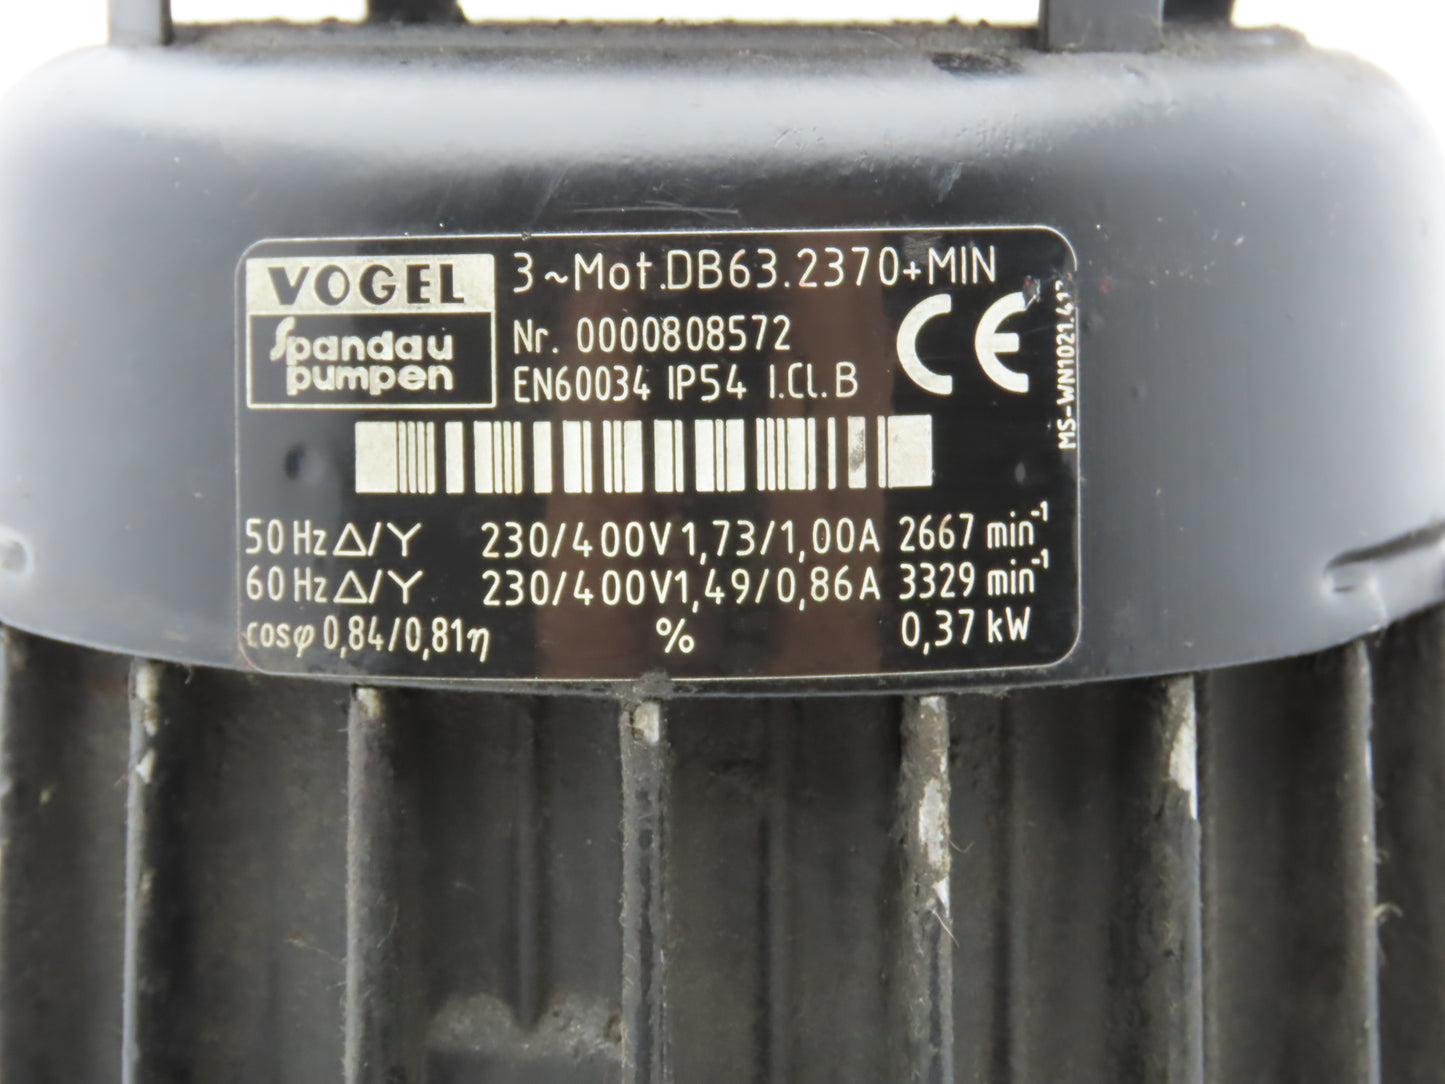 VOGEL
Spandau
pumpen
3~Mot.DB63.2370+MIN
Nr. 0000808572
EN60034 IP54 I.Cl.B
CE
50 Hz △/Y 230/400V 1,73/1,00A 2667 min⁻¹
60 Hz △/Y 230/400V 1,49/0,86A 3329 min⁻¹
cosφ 0,84/0,81 η % 0,37 kW